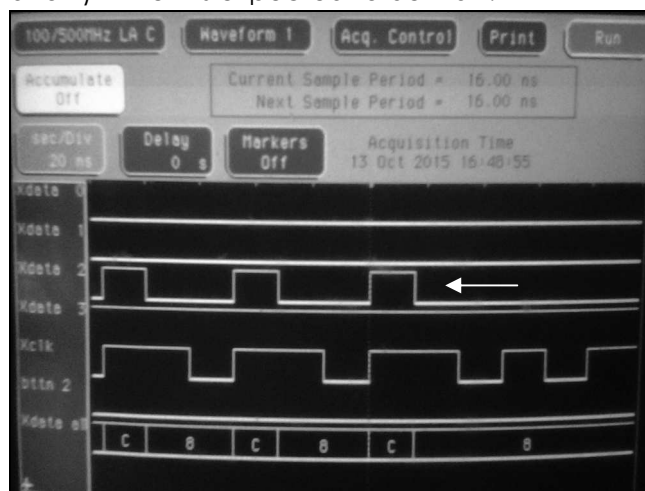 100/500MHz LA C Waveform 1 Acq. Control Print Run
Accumulate Off
Current Sample Period = 16.00 ns
Next Sample Period = 16.00 ns
sec/Div 20 ns
Delay 0 s
Markers Off
Acquisition Time
13 Oct 2015 16:48:55
Xdata 0
Xdata 1
Xdata 2
Xdata 3
Xclk
bttn 2
Xdata all
C 8 C 8 C 8